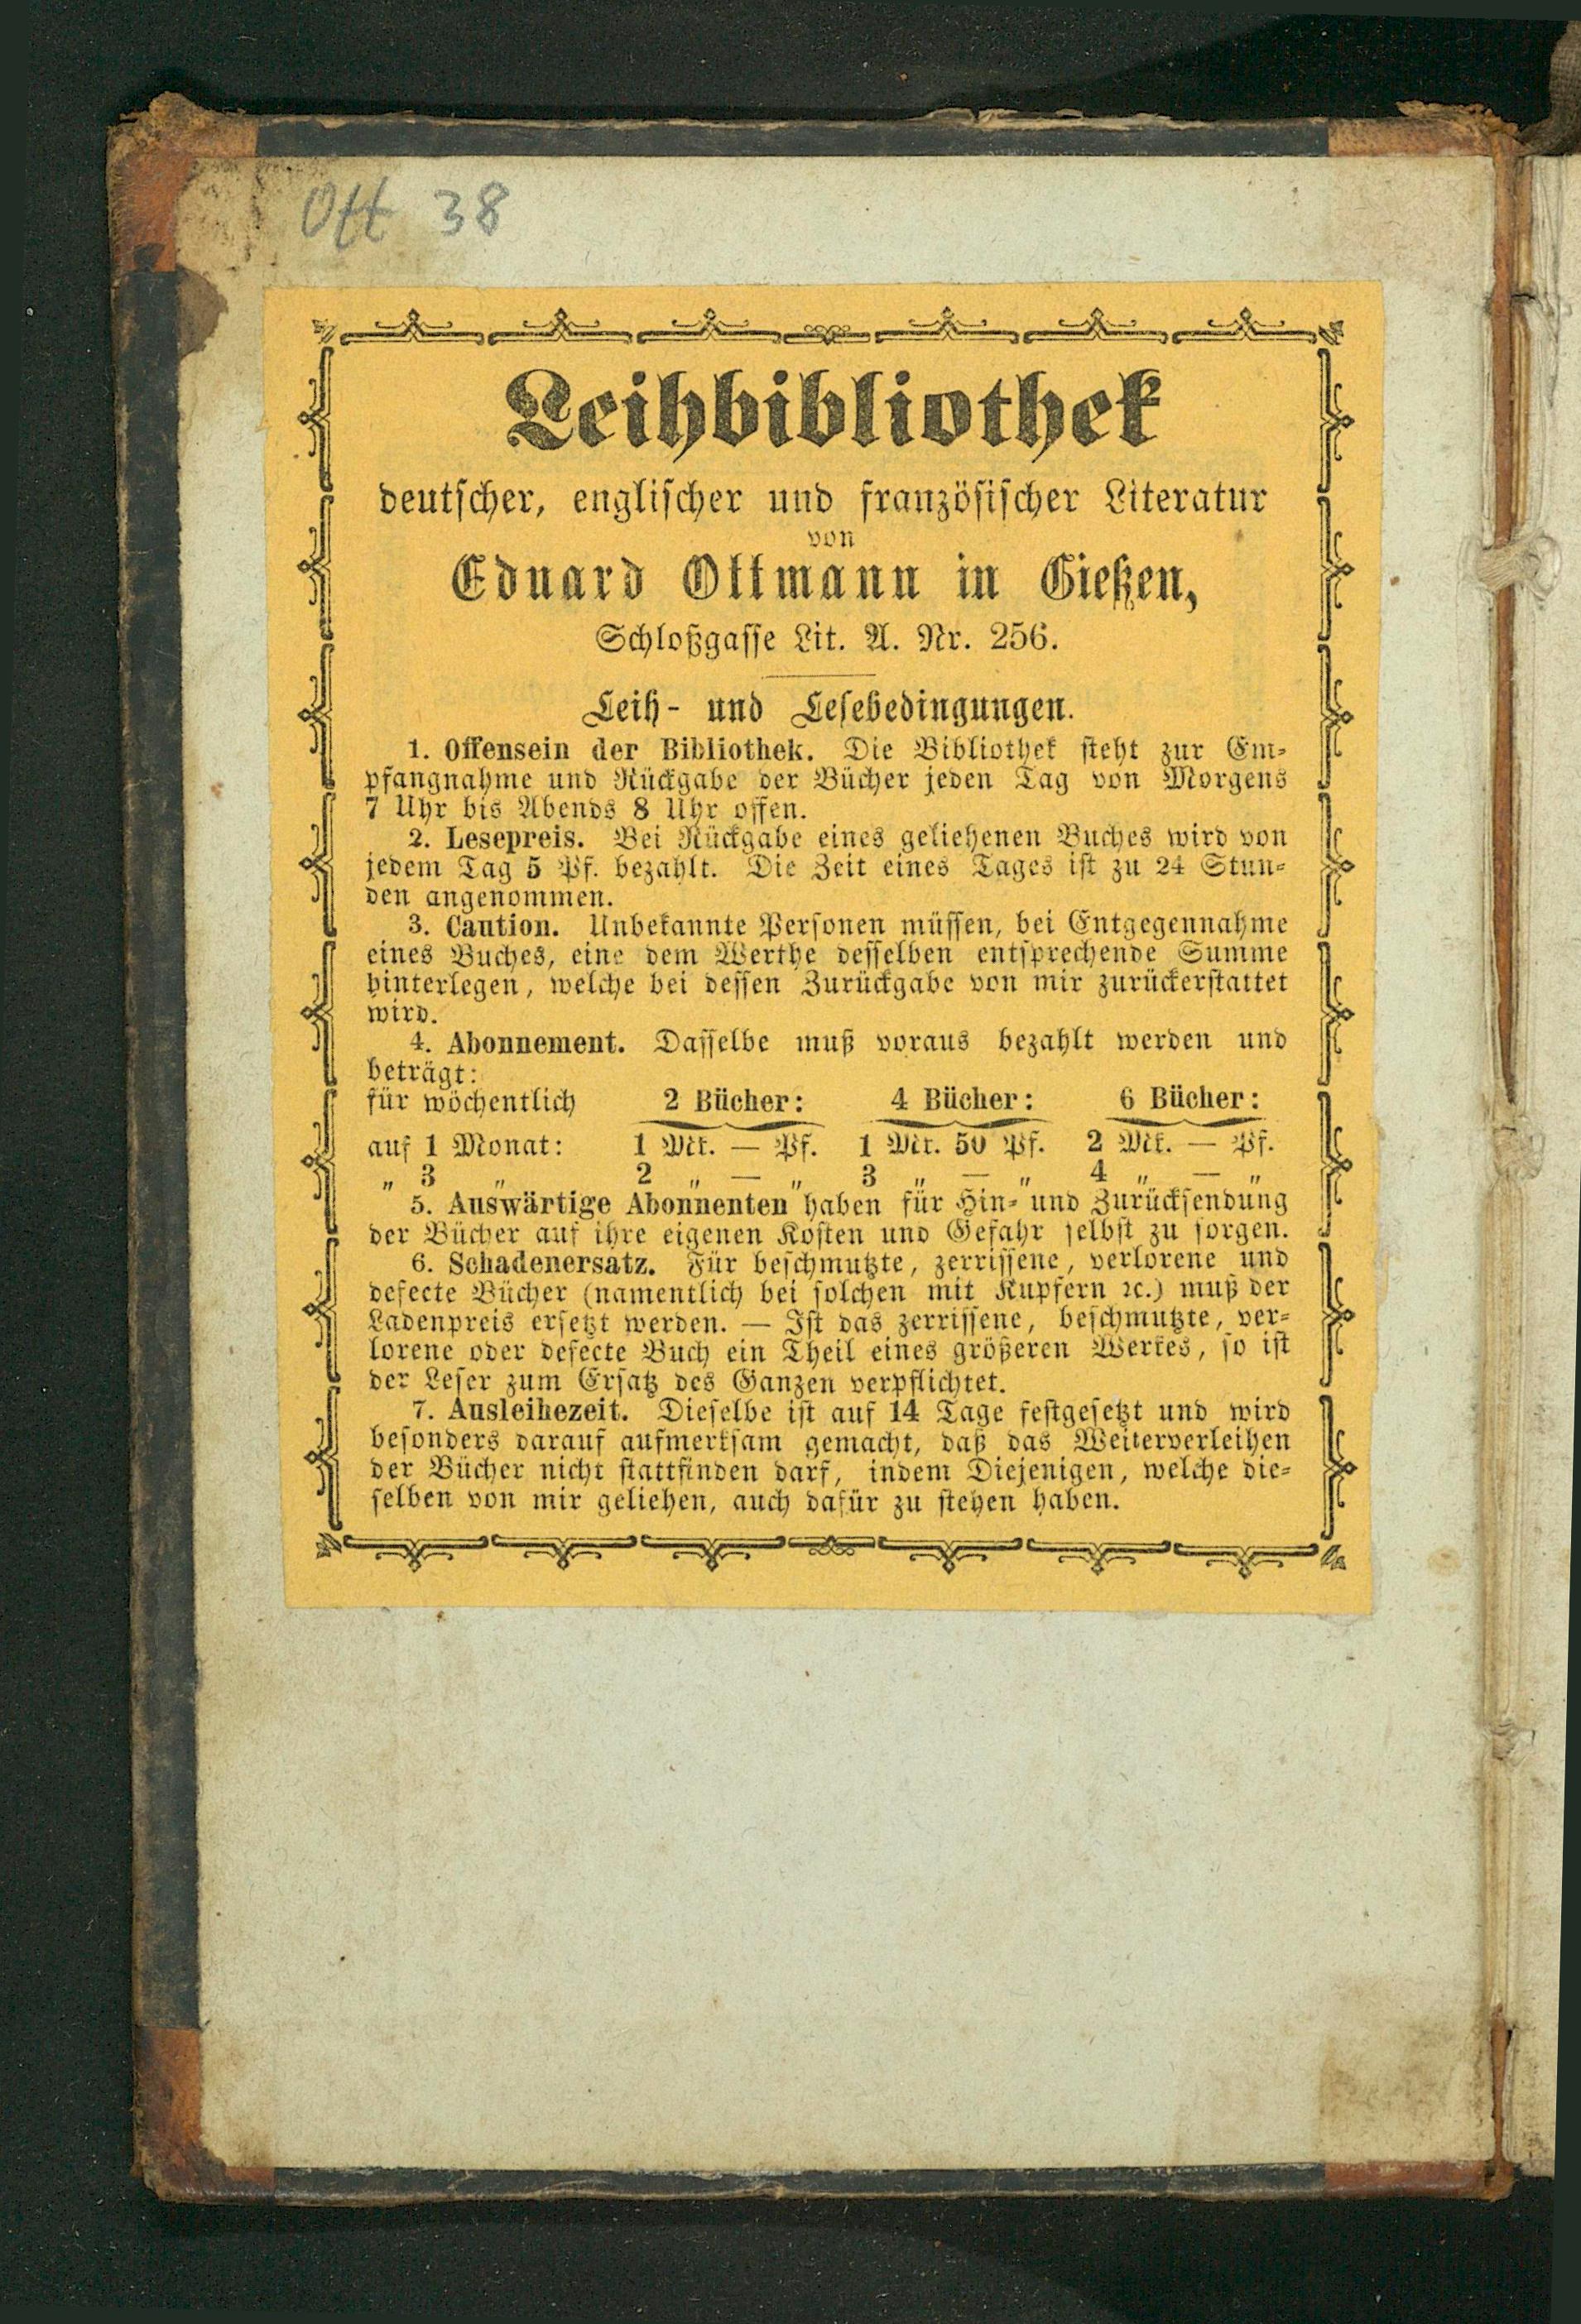 Ott 38
Leihbibliothek
deutscher, englischer und französischer Literatur
von
Eduard Ottmann in Gießen,
Schloßgasse Lit. A. Nr. 256.
Leih- und Lesebedingungen.
1. Offensein der Bibliothek. Die Bibliothek steht zur Em-
pfangnahme und Rückgabe der Bücher jeden Tag von Morgens
7 Uhr bis Abends 8 Uhr offen.
2. Lesepreis. Bei Rückgabe eines geliehenen Buches wird von
jedem Tag 5 Pf. bezahlt. Die Zeit eines Tages ist zu 24 Stun-
den angenommen.
3. Caution. Unbekannte Personen müssen, bei Entgegennahme
eines Buches, eine dem Werthe desselben entsprechende Summe
hinterlegen, welche bei dessen Zurückgabe von mir zurückerstattet
wird.
4. Abonnement. Dasselbe muß voraus bezahlt werden und
beträgt:
für wöchentlich 2 Bücher: 4 Bücher: 6 Bücher:
auf 1 Monat: 1 Mk. — Pf. 1 Mk. 50 Pf. 2 Mk. — Pf.
„ 3 „ 2 „ — „ 3 „ — „ 4 „ — „
5. Auswärtige Abonnenten haben für Hin- und Zurücksendung
der Bücher auf ihre eigenen Kosten und Gefahr selbst zu sorgen.
6. Schadenersatz. Für beschmutzte, zerrissene, verlorene und
defecte Bücher (namentlich bei solchen mit Kupfern ꝛc.) muß der
Ladenpreis ersetzt werden. — Ist das zerrissene, beschmutzte, ver-
lorene oder defecte Buch ein Theil eines größeren Werkes, so ist
der Leser zum Ersatz des Ganzen verpflichtet.
7. Ausleihezeit. Dieselbe ist auf 14 Tage festgesetzt und wird
besonders darauf aufmerksam gemacht, daß das Weiterverleihen
der Bücher nicht stattfinden darf, indem Diejenigen, welche die-
selben von mir geliehen, auch dafür zu stehen haben.